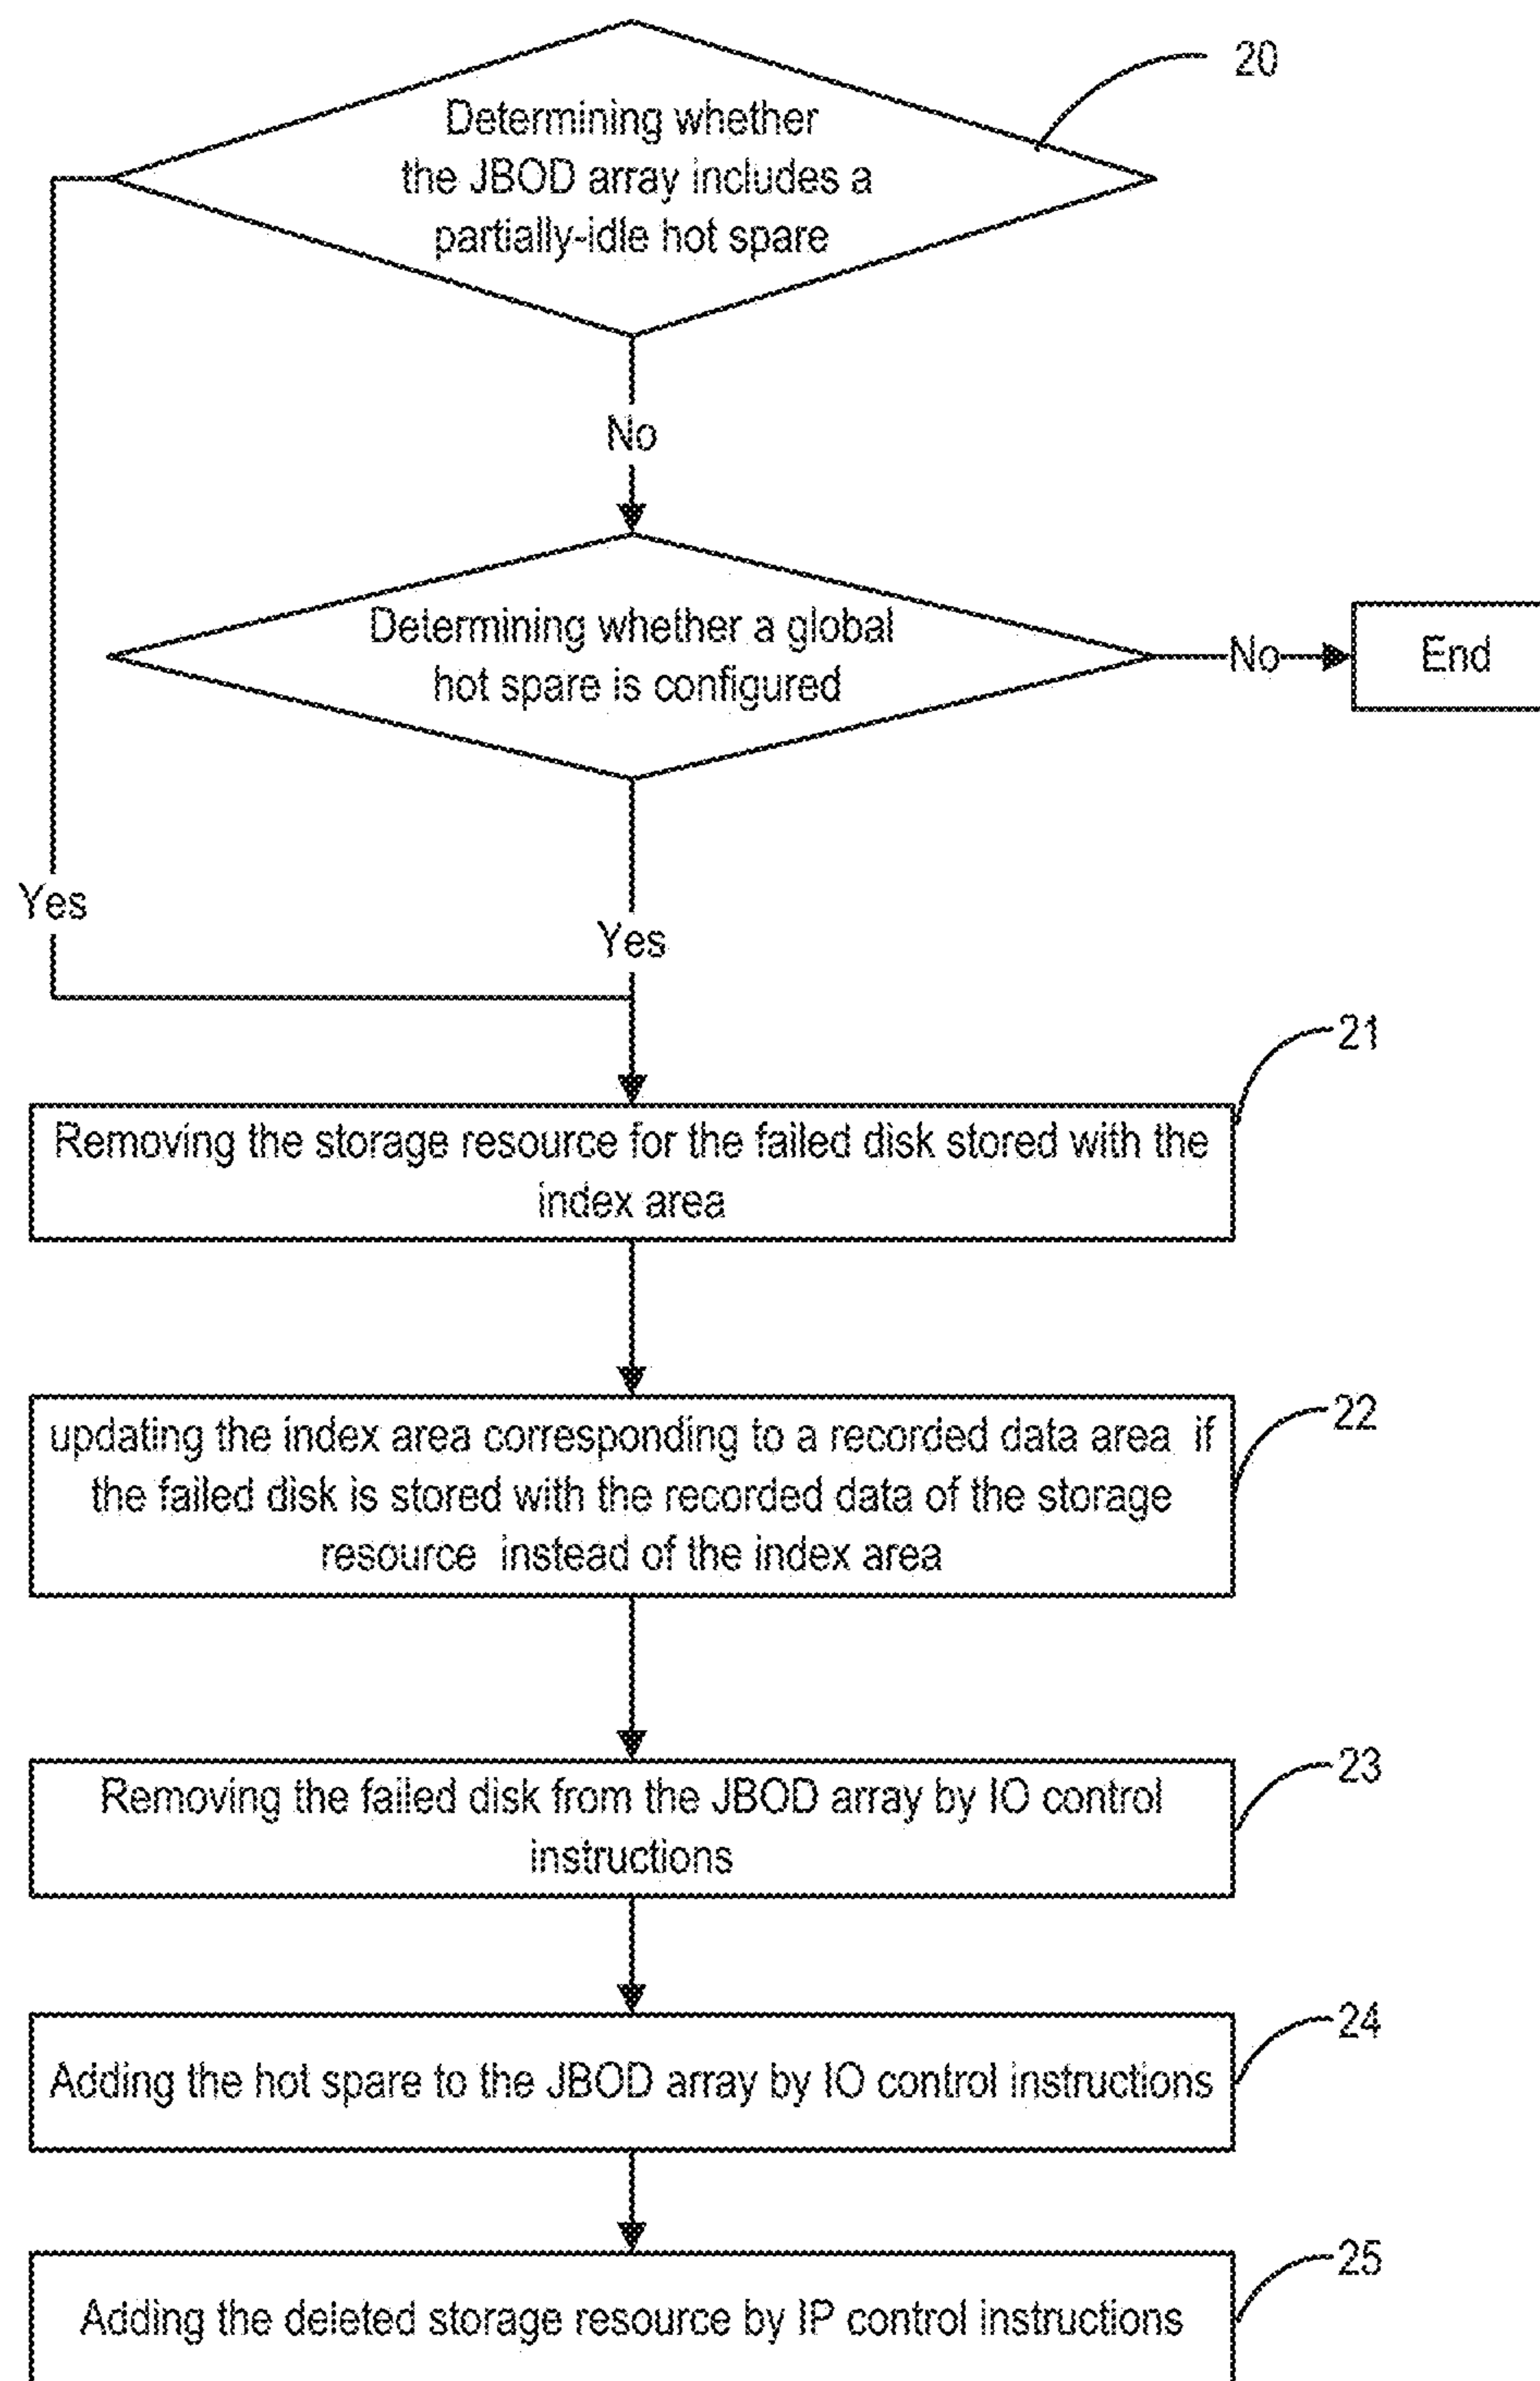 20
Determining whether
the JBOD array includes a
partially-idle hot spare
No
Determining whether a global
hot spare is configured
No
End
Yes
Yes
21
Removing the storage resource for the failed disk stored with the
index area
22
updating the index area corresponding to a recorded data area if
the failed disk is stored with the recorded data of the storage
resource instead of the index area
23
Removing the failed disk from the JBOD array by IO control
instructions
24
Adding the hot spare to the JBOD array by IO control instructions
25
Adding the deleted storage resource by IP control instructions